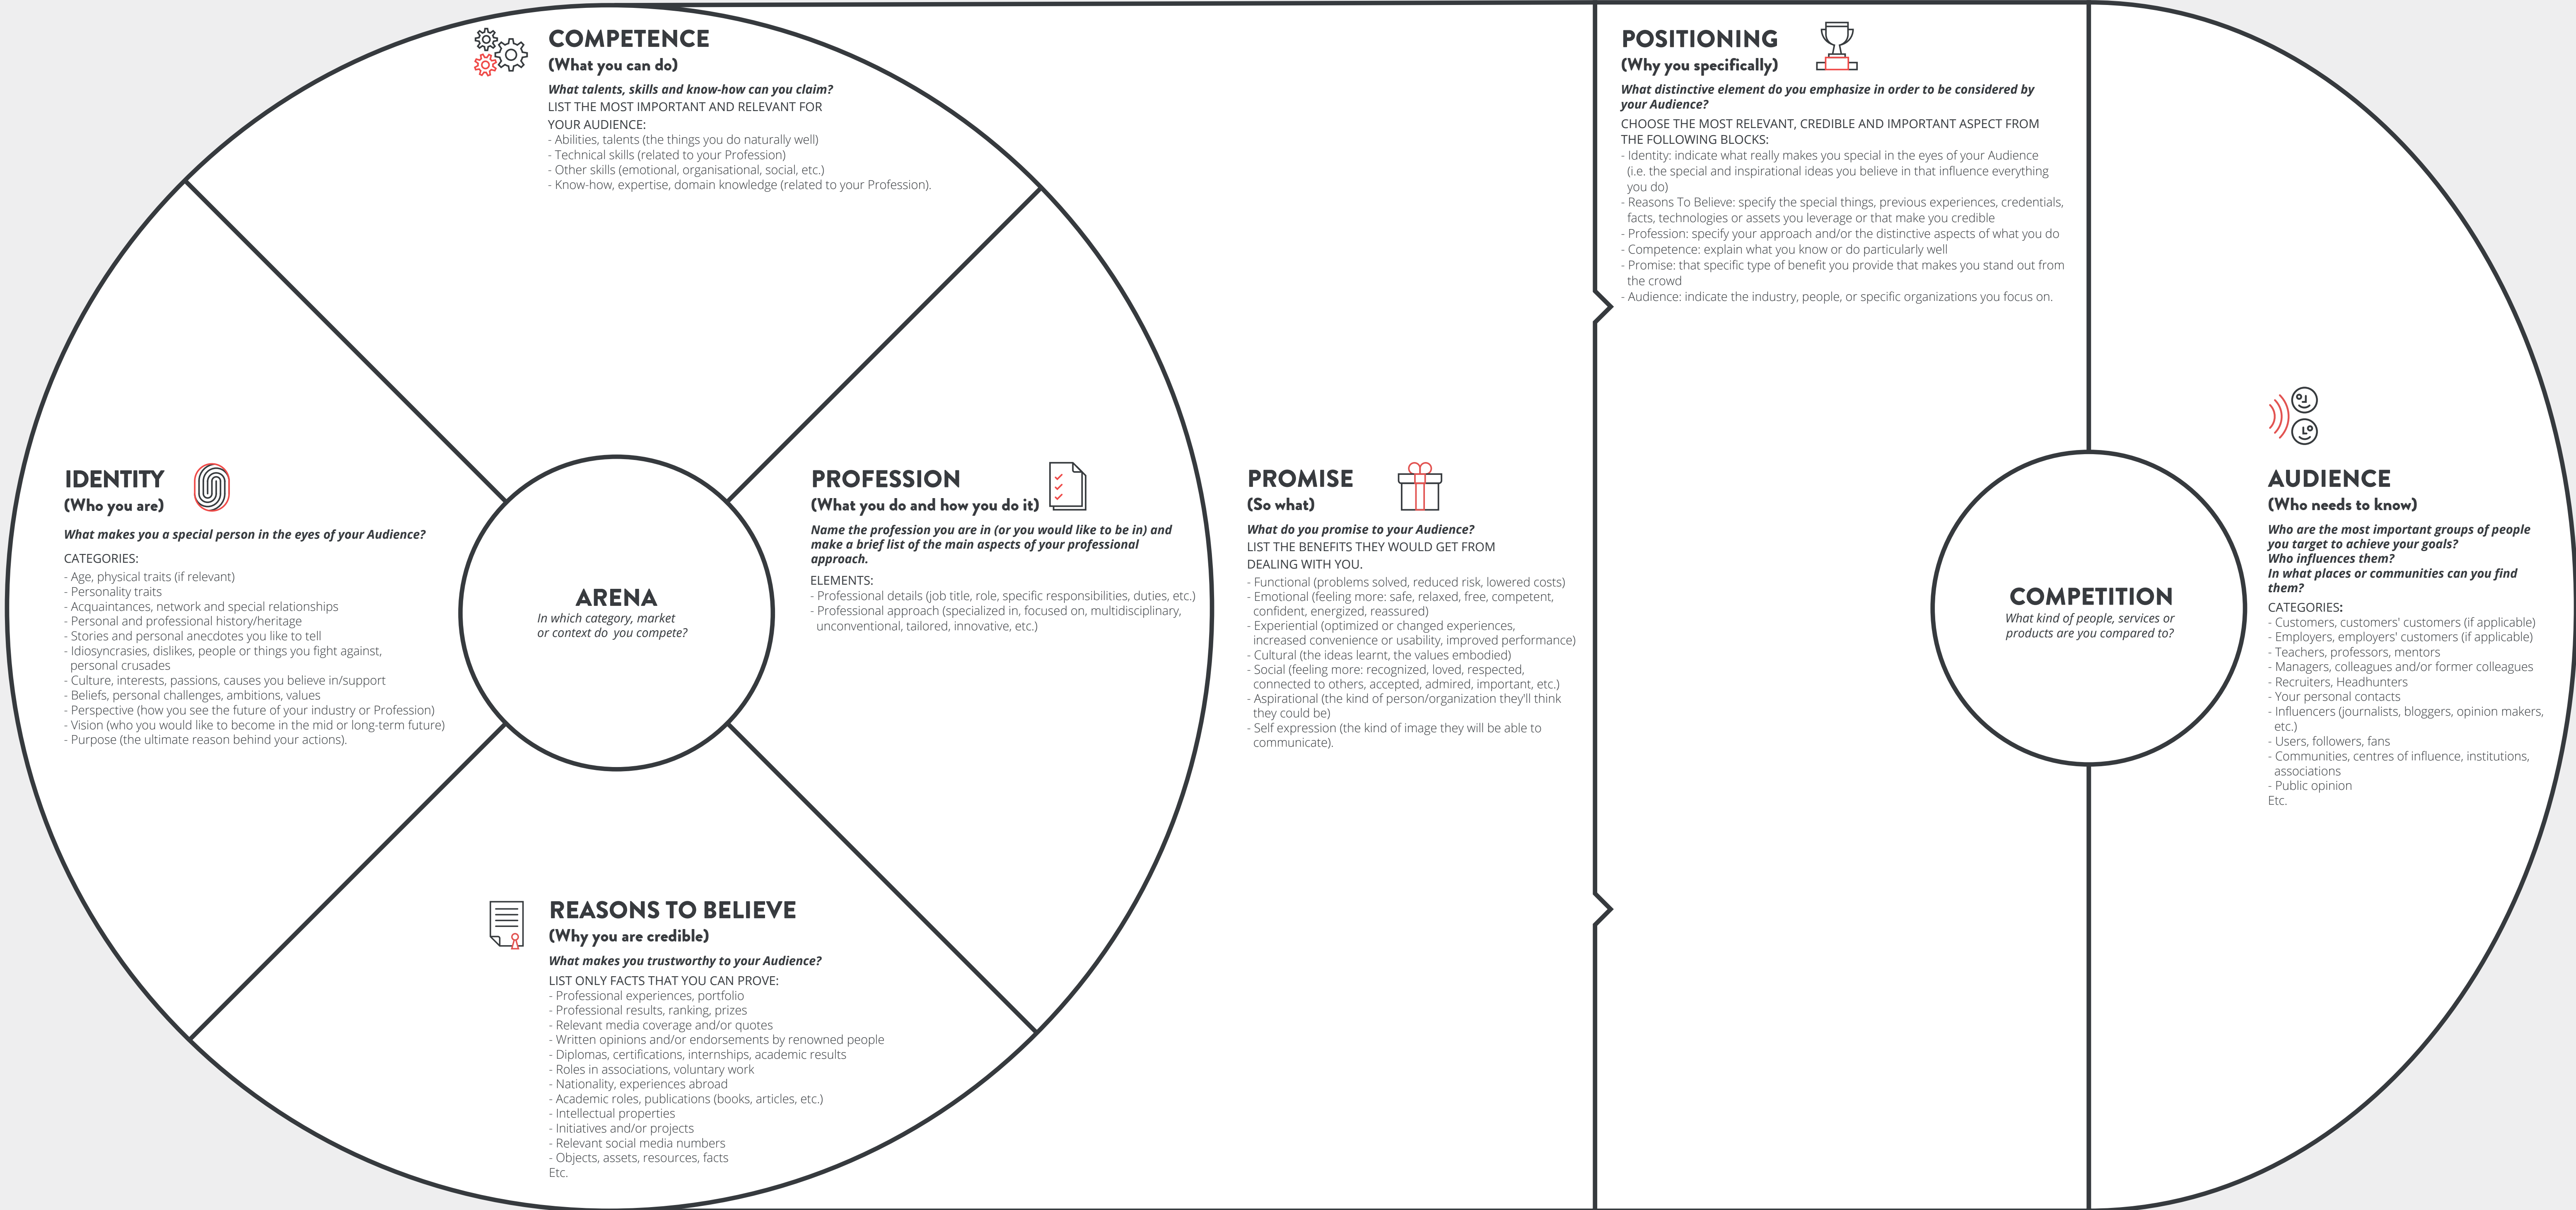 COMPETENCE
(What you can do)
What talents, skills and know-how can you claim?
LIST THE MOST IMPORTANT AND RELEVANT FOR
YOUR AUDIENCE:
- Abilities, talents (the things you do naturally well)
- Technical skills (related to your Profession)
- Other skills (emotional, organisational, social, etc.)
- Know-how, expertise, domain knowledge (related to your Profession).
IDENTITY
(Who you are)
What makes you a special person in the eyes of your Audience?
CATEGORIES:
- Age, physical traits (if relevant)
- Personality traits
- Acquaintances, network and special relationships
- Personal and professional history/heritage
- Stories and personal anecdotes you like to tell
- Idiosyncrasies, dislikes, people or things you fight against,
personal crusades
- Culture, interests, passions, causes you believe in/support
- Beliefs, personal challenges, ambitions, values
- Perspective (how you see the future of your industry or Profession)
- Vision (who you would like to become in the mid or long-term future)
- Purpose (the ultimate reason behind your actions).
ARENA
In which category, market
or context do you compete?
PROFESSION
(What you do and how you do it)
Name the profession you are in (or you would like to be in) and
make a brief list of the main aspects of your professional
approach.
ELEMENTS:
- Professional details (job title, role, specific responsibilities, duties, etc.)
- Professional approach (specialized in, focused on, multidisciplinary,
unconventional, tailored, innovative, etc.)
REASONS TO BELIEVE
(Why you are credible)
What makes you trustworthy to your Audience?
LIST ONLY FACTS THAT YOU CAN PROVE:
- Professional experiences, portfolio
- Professional results, ranking, prizes
- Relevant media coverage and/or quotes
- Written opinions and/or endorsements by renowned people
- Diplomas, certifications, internships, academic results
- Roles in associations, voluntary work
- Nationality, experiences abroad
- Academic roles, publications (books, articles, etc.)
- Intellectual properties
- Initiatives and/or projects
- Relevant social media numbers
- Objects, assets, resources, facts
Etc.
PROMISE
(So what)
What do you promise to your Audience?
LIST THE BENEFITS THEY WOULD GET FROM
DEALING WITH YOU.
- Functional (problems solved, reduced risk, lowered costs)
- Emotional (feeling more: safe, relaxed, free, competent,
confident, energized, reassured)
- Experiential (optimized or changed experiences,
increased convenience or usability, improved performance)
- Cultural (the ideas learnt, the values embodied)
- Social (feeling more: recognized, loved, respected,
connected to others, accepted, admired, important, etc.)
- Aspirational (the kind of person/organization they'll think
they could be)
- Self expression (the kind of image they will be able to
communicate).
POSITIONING
(Why you specifically)
What distinctive element do you emphasize in order to be considered by
your Audience?
CHOOSE THE MOST RELEVANT, CREDIBLE AND IMPORTANT ASPECT FROM
THE FOLLOWING BLOCKS:
- Identity: indicate what really makes you special in the eyes of your Audience
(i.e. the special and inspirational ideas you believe in that influence everything
you do)
- Reasons To Believe: specify the special things, previous experiences, credentials,
facts, technologies or assets you leverage or that make you credible
- Profession: specify your approach and/or the distinctive aspects of what you do
- Competence: explain what you know or do particularly well
- Promise: that specific type of benefit you provide that makes you stand out from
the crowd
- Audience: indicate the industry, people, or specific organizations you focus on.
COMPETITION
What kind of people, services or
products are you compared to?
AUDIENCE
(Who needs to know)
Who are the most important groups of people
you target to achieve your goals?
Who influences them?
In what places or communities can you find
them?
CATEGORIES:
- Customers, customers' customers (if applicable)
- Employers, employers' customers (if applicable)
- Teachers, professors, mentors
- Managers, colleagues and/or former colleagues
- Recruiters, Headhunters
- Your personal contacts
- Influencers (journalists, bloggers, opinion makers,
etc.)
- Users, followers, fans
- Communities, centres of influence, institutions,
associations
- Public opinion
Etc.